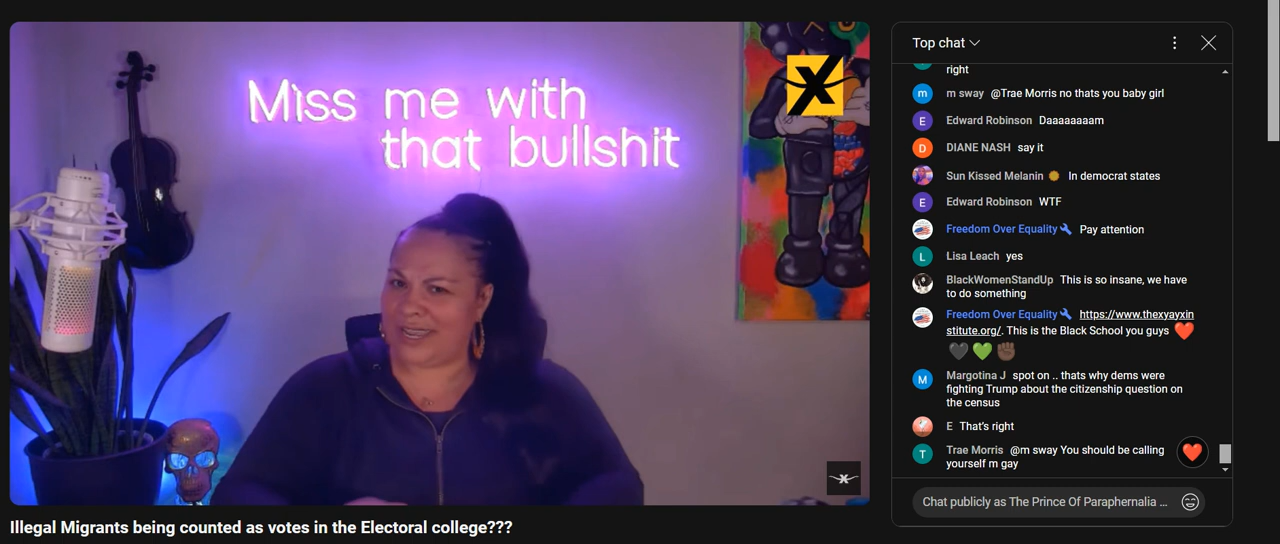 Miss me with
that bullshit
X
X
Illegal Migrants being counted as votes in the Electoral college???
Top chat
right
m
m sway @Trae Morris no thats you baby girl
E
Edward Robinson Daaaaaaaam
D
DIANE NASH say it
Sun Kissed Melanin In democrat states
E
Edward Robinson WTF
Freedom Over Equality Pay attention
L
Lisa Leach yes
BlackWomenStandUp This is so insane, we have
to do something
Freedom Over Equality https://www.thexyayxin
stitute.org/. This is the Black School you guys ❤️
🖤 💚 ✊🏿
M
Margotina J spot on .. thats why dems were
fighting Trump about the citizenship question on
the census
E That's right
T
Trae Morris @m sway You should be calling
yourself m gay
Chat publicly as The Prince Of Paraphernalia ...